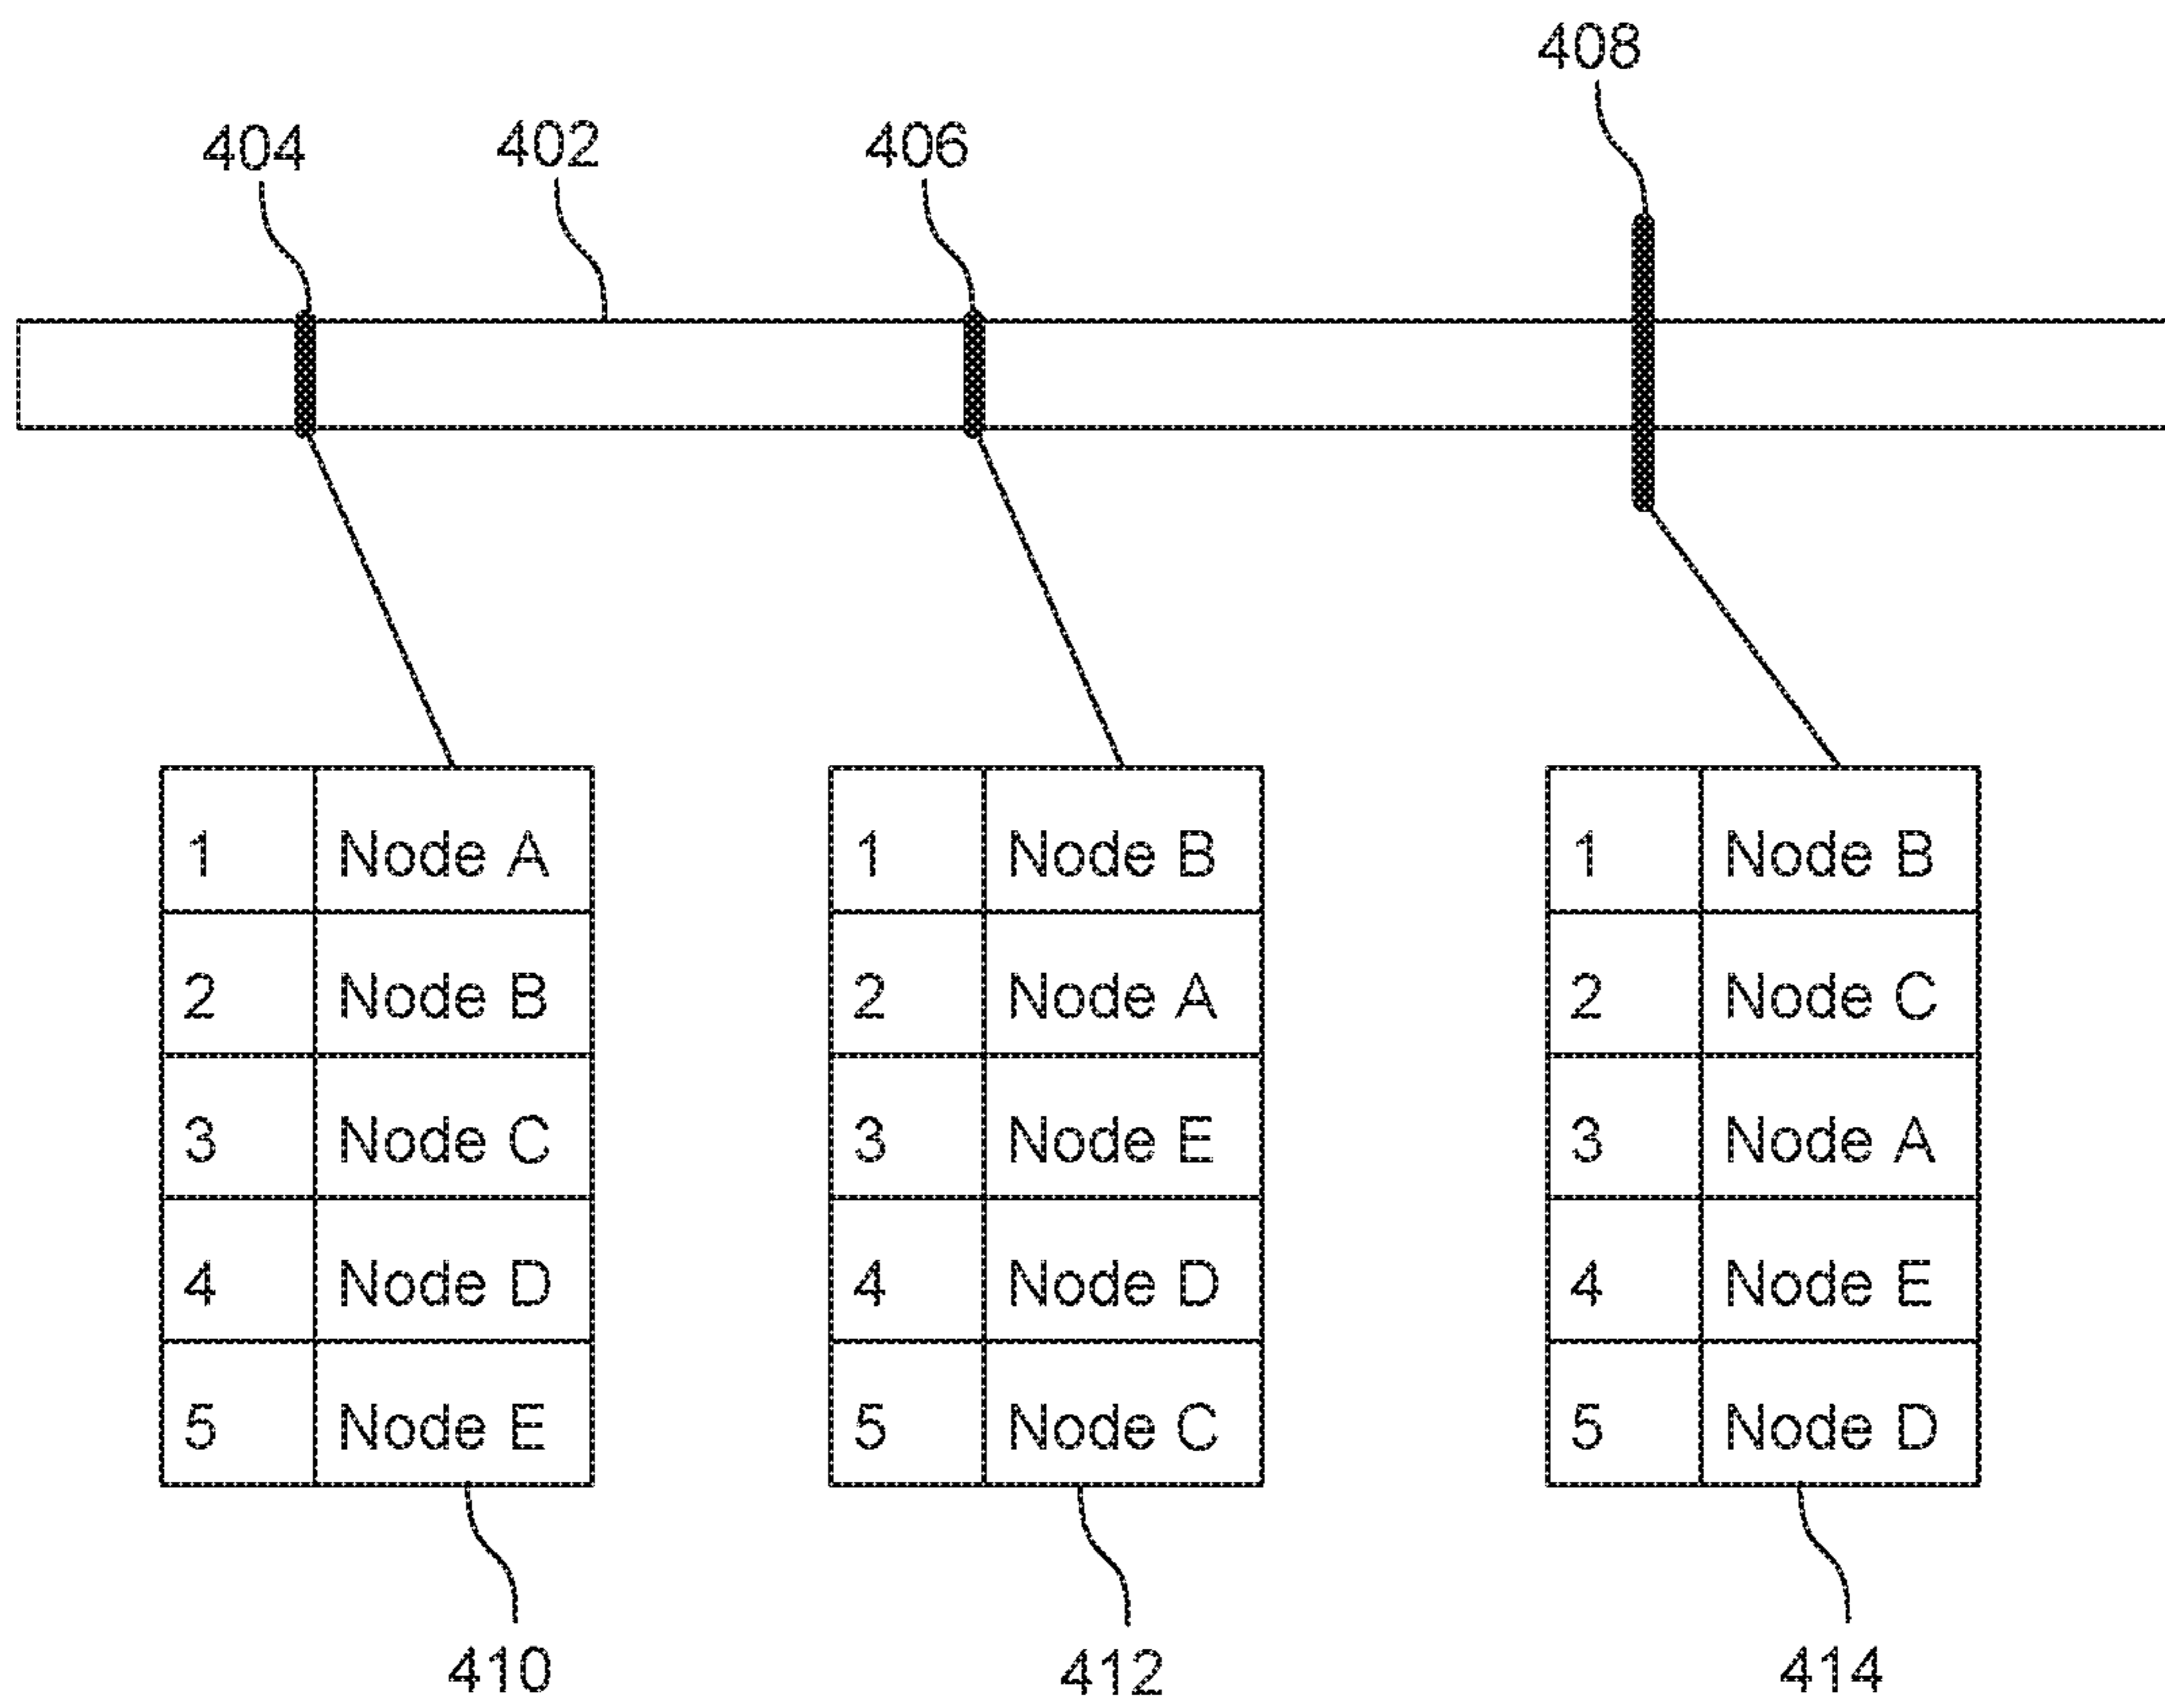 408
404 402 406
1 Node A 1 Node B 1 Node B
2 Node B 2 Node A 2 Node C
3 Node C 3 Node E 3 Node A
4 Node D 4 Node D 4 Node E
5 Node E 5 Node C 5 Node D
410 412 414